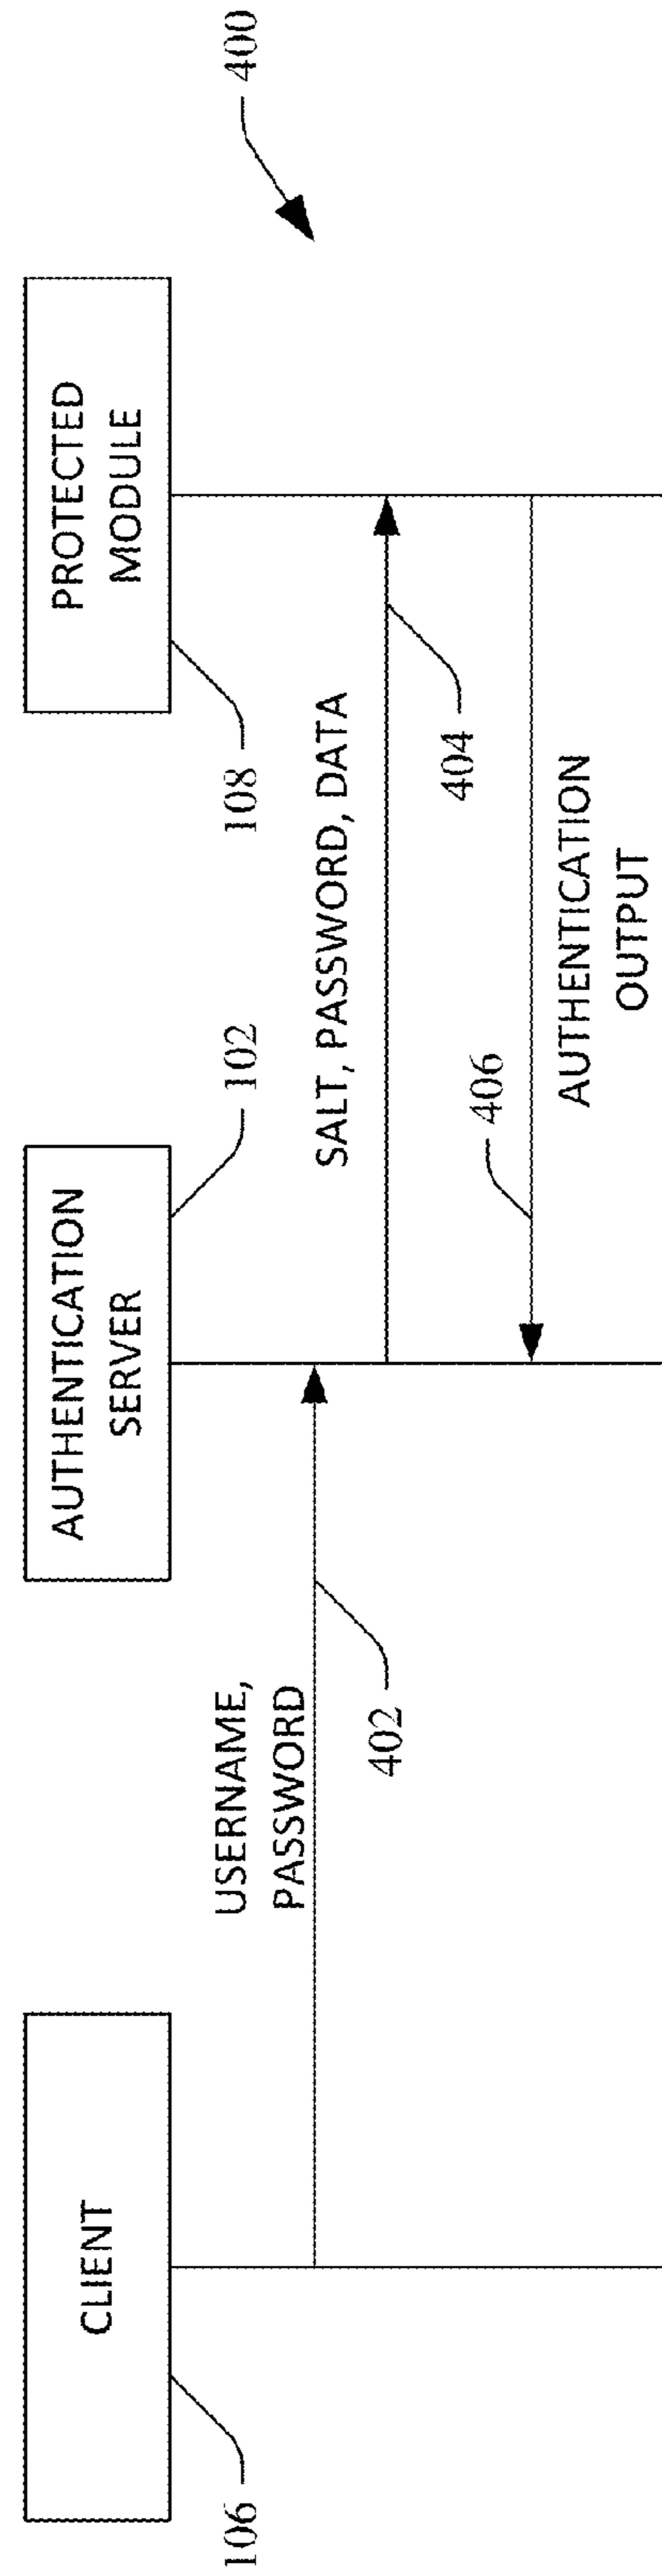 400
CLIENT
AUTHENTICATION
SERVER
PROTECTED
MODULE
106
102
108
USERNAME,
PASSWORD
402
SALT, PASSWORD, DATA
404
406
AUTHENTICATION
OUTPUT